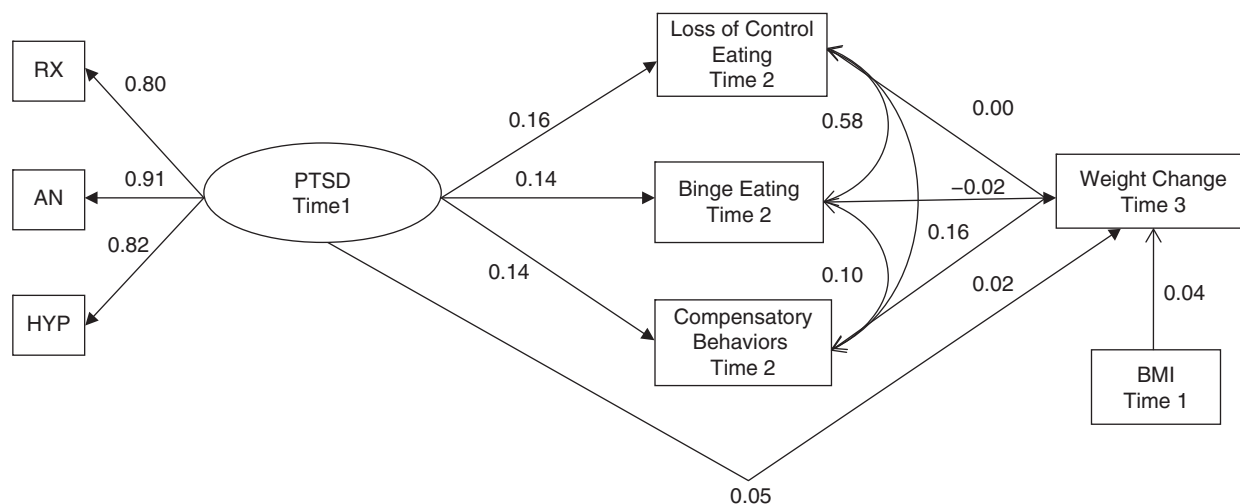 Loss of Control
Eating
Time 2
RX
0.80
0.00
0.16
0.58
AN
0.91
PTSD
Time1
0.14
Binge Eating
Time 2
−0.02
Weight Change
Time 3
0.82
0.16
0.14
0.10
0.02
0.04
HYP
Compensatory
Behaviors
Time 2
BMI
Time 1
0.05